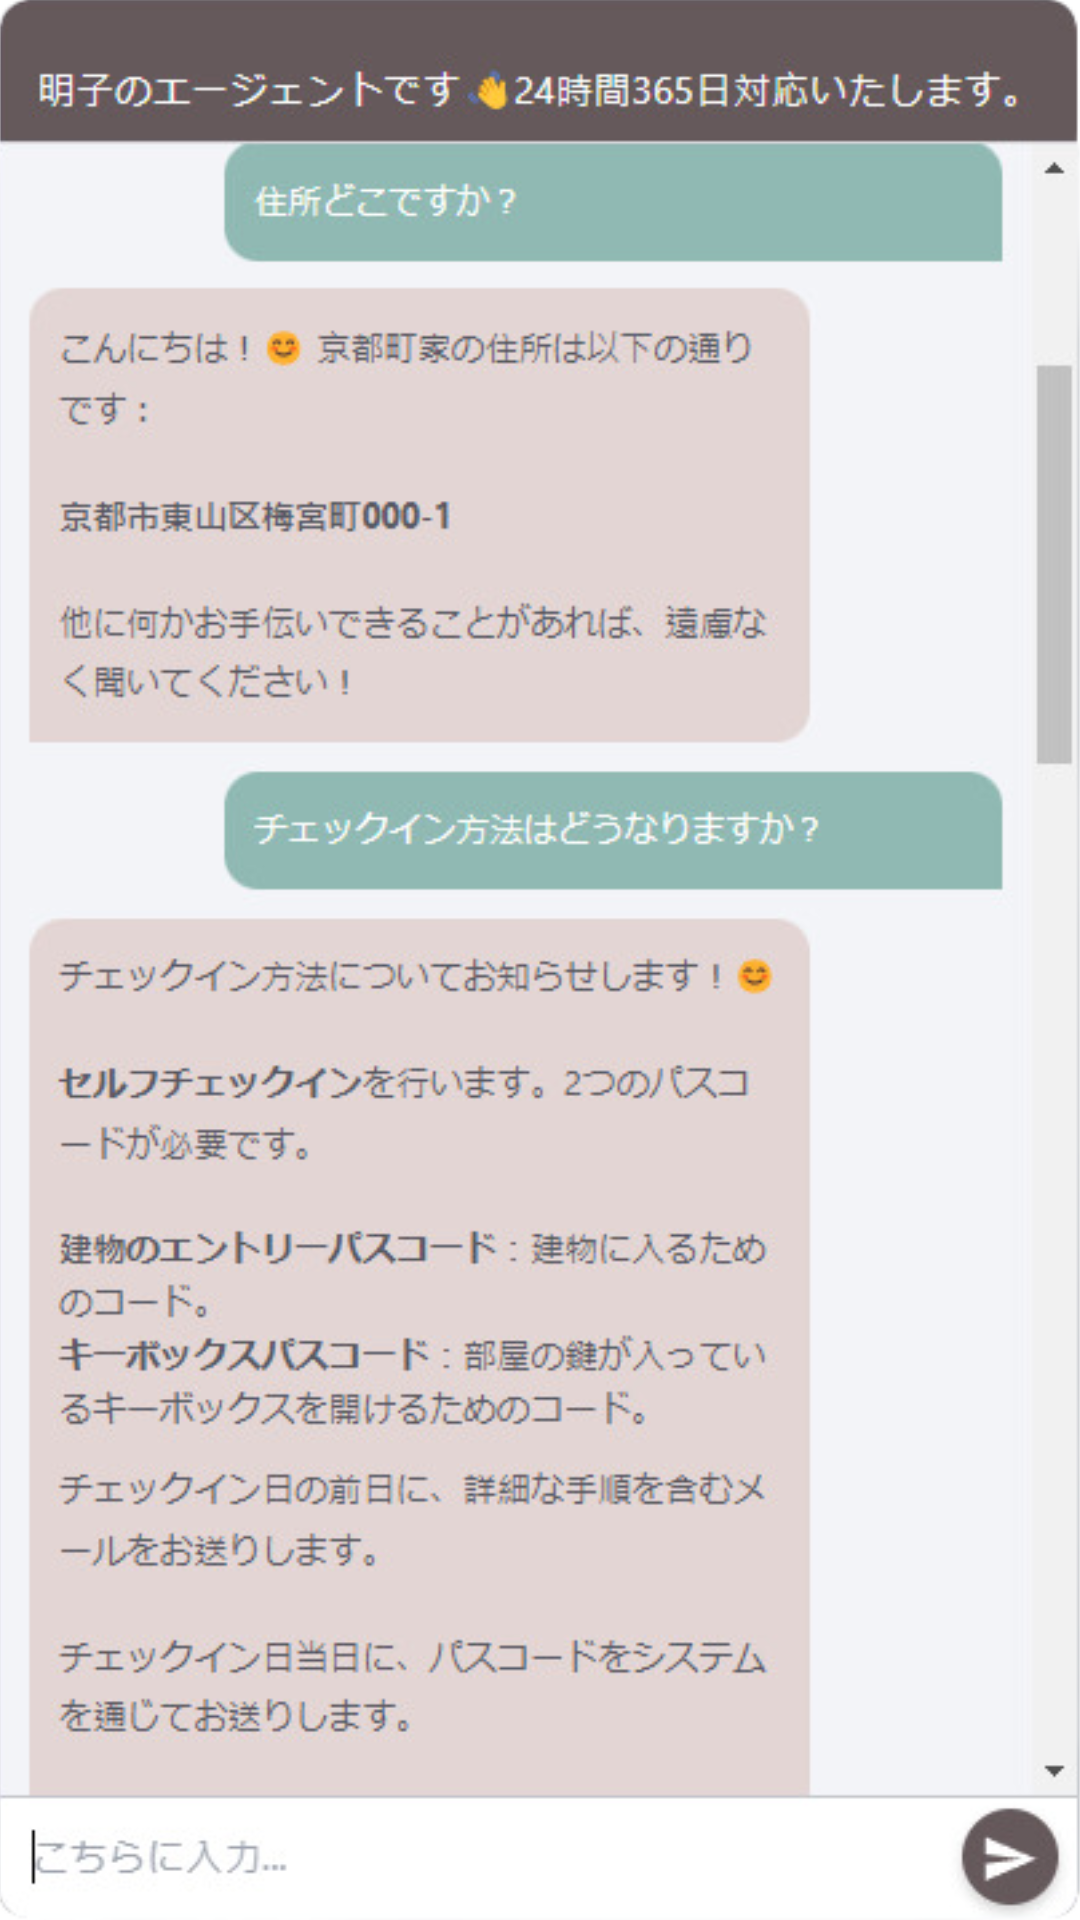 明子のエージェントです👋24時間365日対応いたします。
住所どこですか？
こんにちは！😊 京都町家の住所は以下の通り
です：
京都市東山区梅宮町000-1
他に何かお手伝いできることがあれば、遠慮な
く聞いてください！
チェックイン方法はどうなりますか？
チェックイン方法についてお知らせします！😊
セルフチェックインを行います。2つのパスコ
ードが必要です。
建物のエントリーパスコード：建物に入るため
のコード。
キーボックスパスコード：部屋の鍵が入ってい
るキーボックスを開けるためのコード。
チェックイン日の前日に、詳細な手順を含むメ
ールをお送りします。
チェックイン日当日に、パスコードをシステム
を通じてお送りします。
こちらに入力...